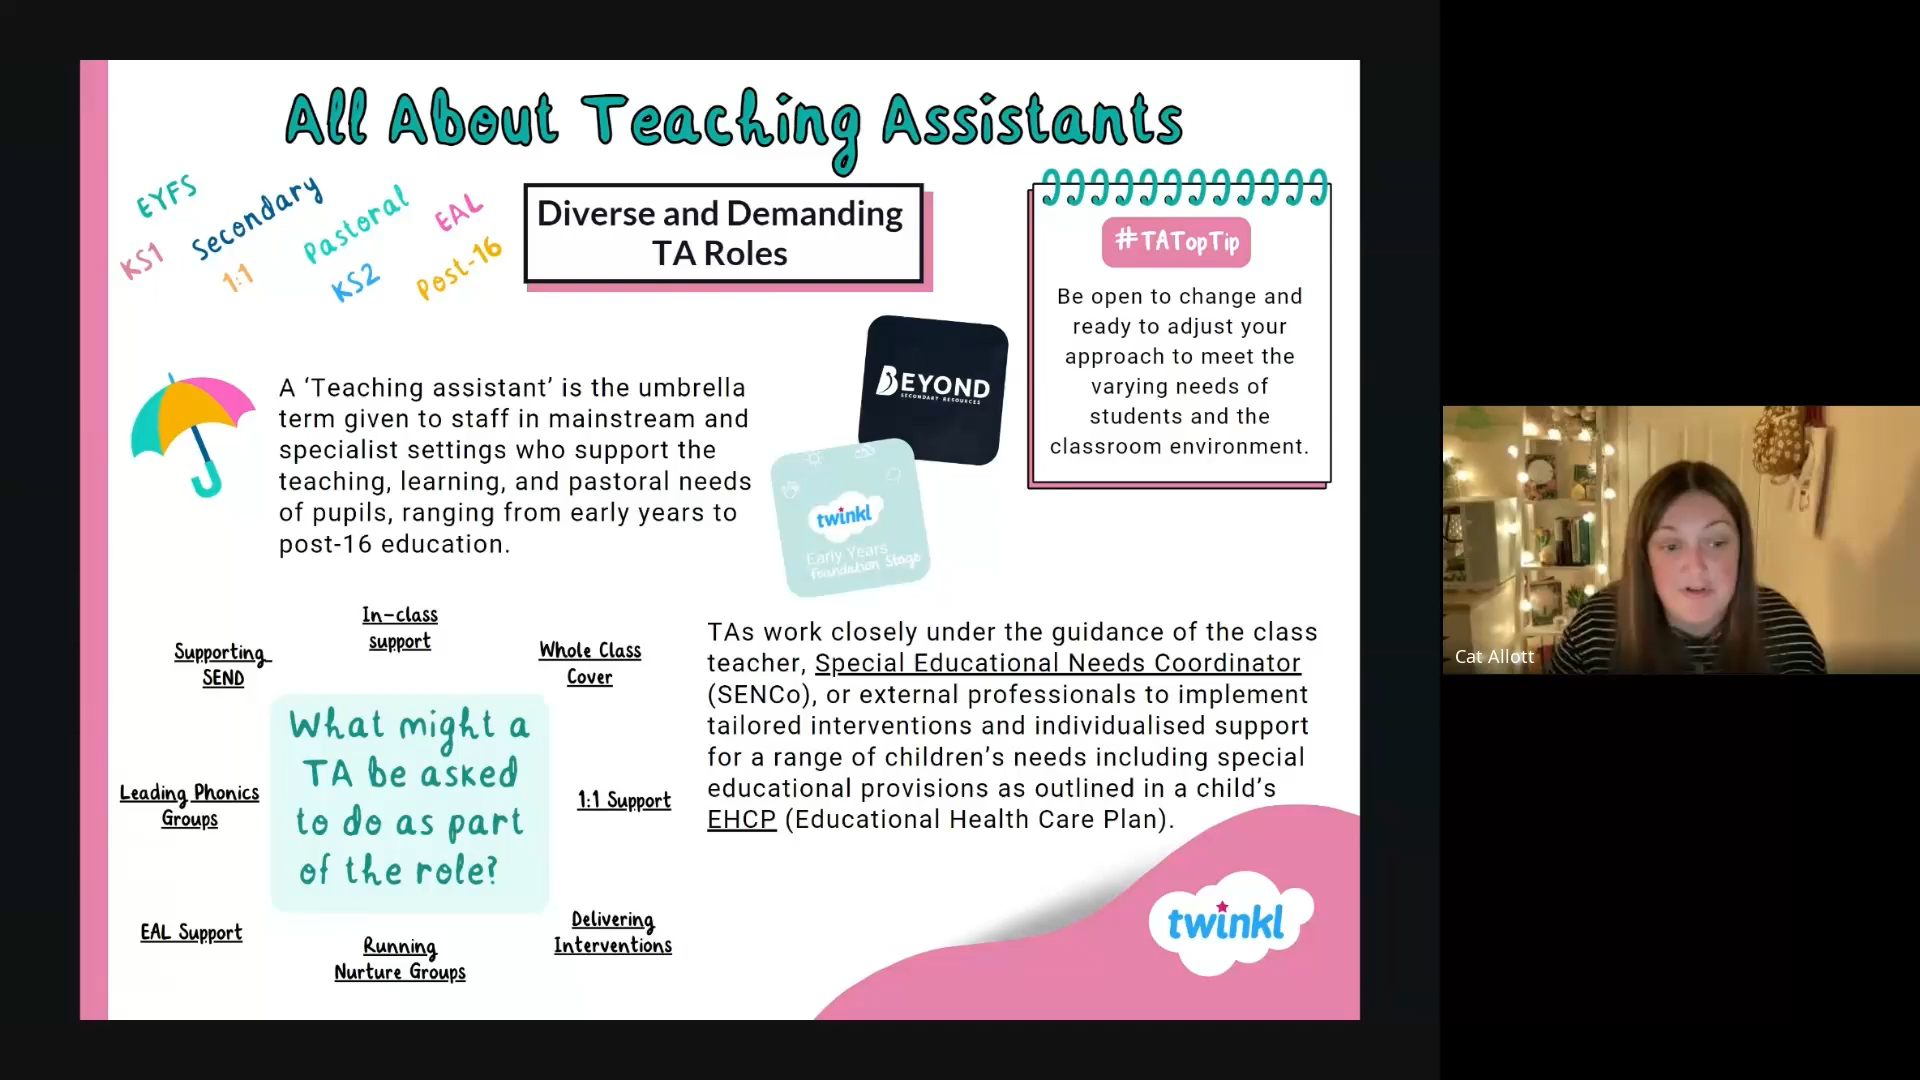 All About Teaching Assistants
EYFS
Secondary
Pastoral
EAL
KS1
1:1
KS2
Post-16
Diverse and Demanding
TA Roles
#TATopTip
Be open to change and
ready to adjust your
approach to meet the
varying needs of
students and the
classroom environment.
BEYOND
SECONDARY RESOURCES
twinkl
Early Years
Foundation Stage
A ‘Teaching assistant’ is the umbrella
term given to staff in mainstream and
specialist settings who support the
teaching, learning, and pastoral needs
of pupils, ranging from early years to
post-16 education.
In-class
support
Supporting
SEND
Whole Class
Cover
What might a
TA be asked
to do as part
of the role?
Leading Phonics
Groups
1:1 Support
EAL Support
Running
Nurture Groups
Delivering
Interventions
TAs work closely under the guidance of the class
teacher, Special Educational Needs Coordinator
(SENCo), or external professionals to implement
tailored interventions and individualised support
for a range of children’s needs including special
educational provisions as outlined in a child’s
EHCP (Educational Health Care Plan).
twinkl
Cat Allott